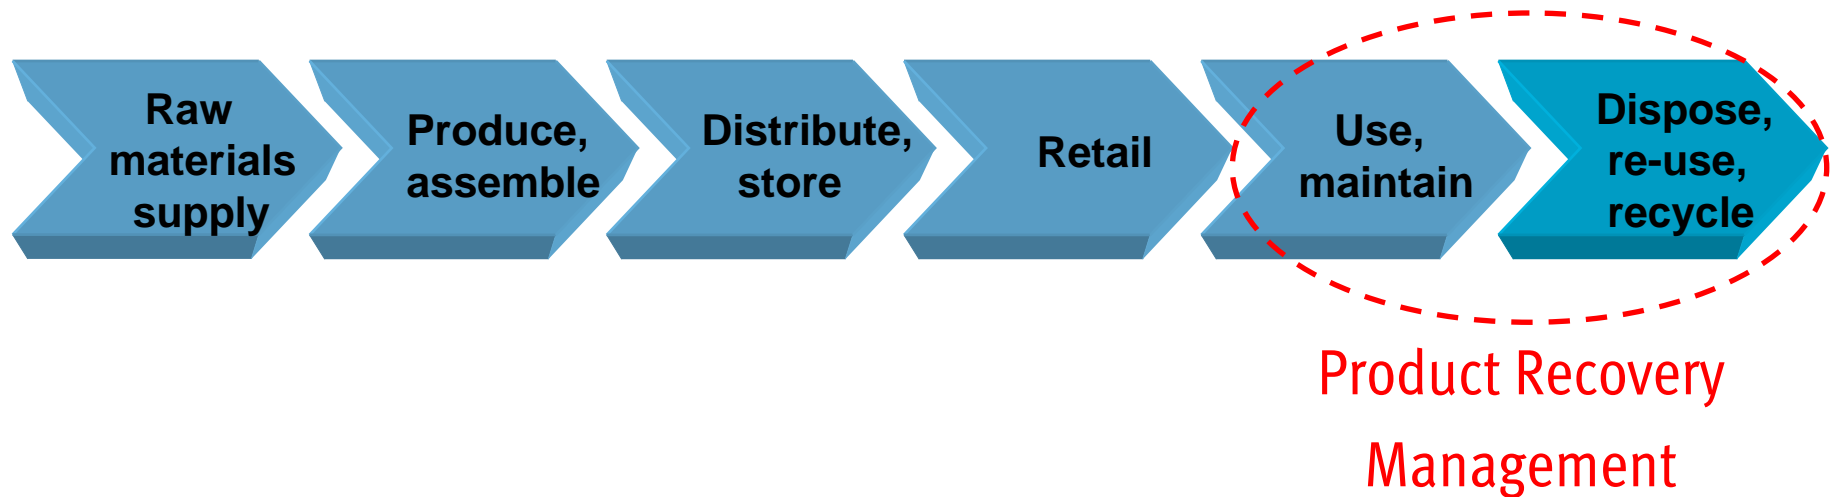 Raw
materials
supply
Produce,
assemble
Distribute,
store
Retail
Use,
maintain
Dispose,
re-use,
recycle
Product Recovery
Management